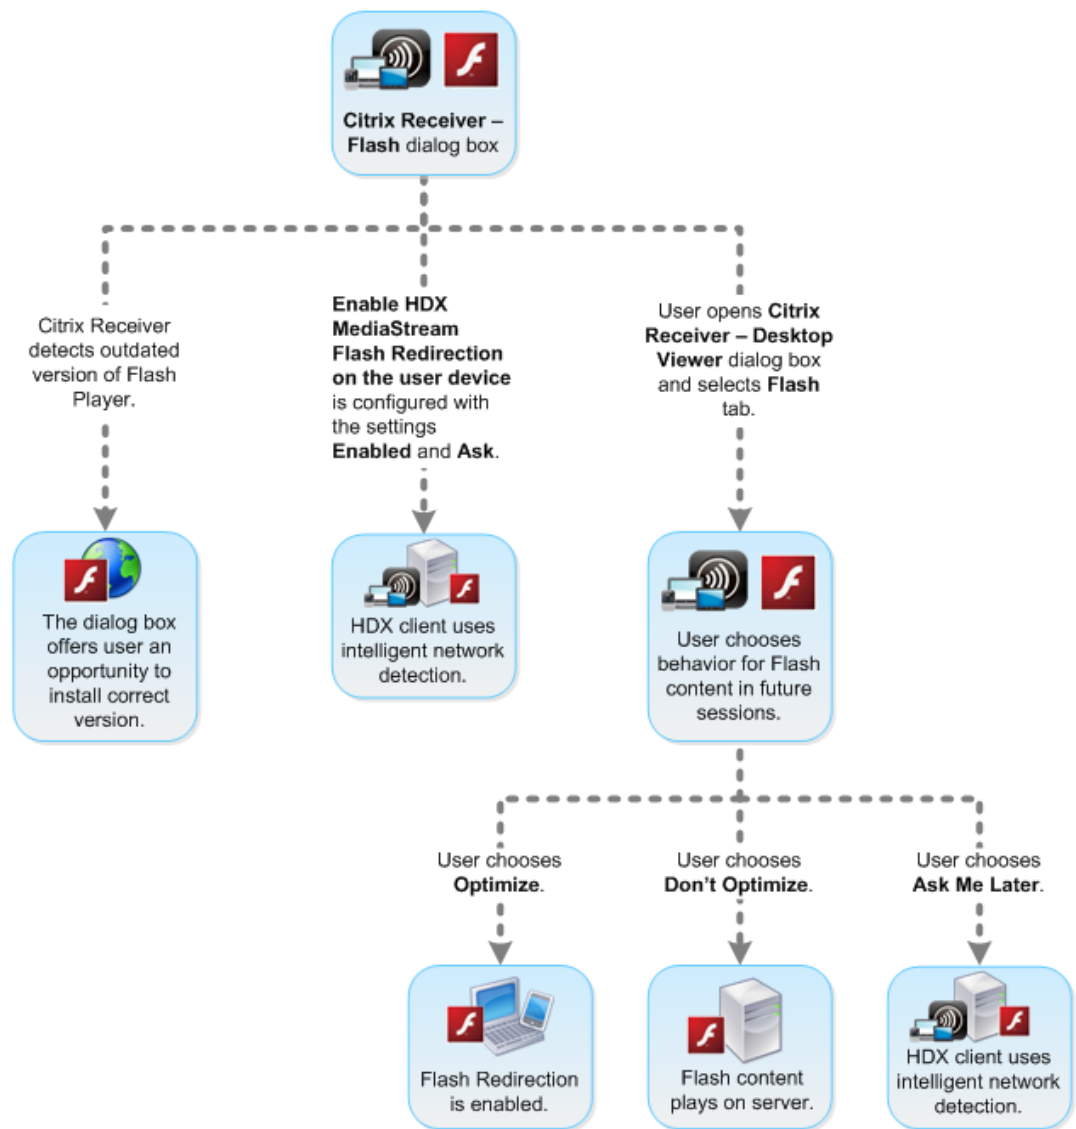 Citrix Receiver –
Flash dialog box
Citrix Receiver
detects outdated
version of Flash
Player.
Enable HDX
MediaStream
Flash Redirection
on the user device
is configured with
the settings
Enabled and Ask.
User opens Citrix
Receiver – Desktop
Viewer dialog box
and selects Flash
tab.
The dialog box
offers user an
opportunity to
install correct
version.
HDX client uses
intelligent network
detection.
User chooses
behavior for Flash
content in future
sessions.
User chooses
Optimize.
User chooses
Don't Optimize.
User chooses
Ask Me Later.
Flash Redirection
is enabled.
Flash content
plays on server.
HDX client uses
intelligent network
detection.